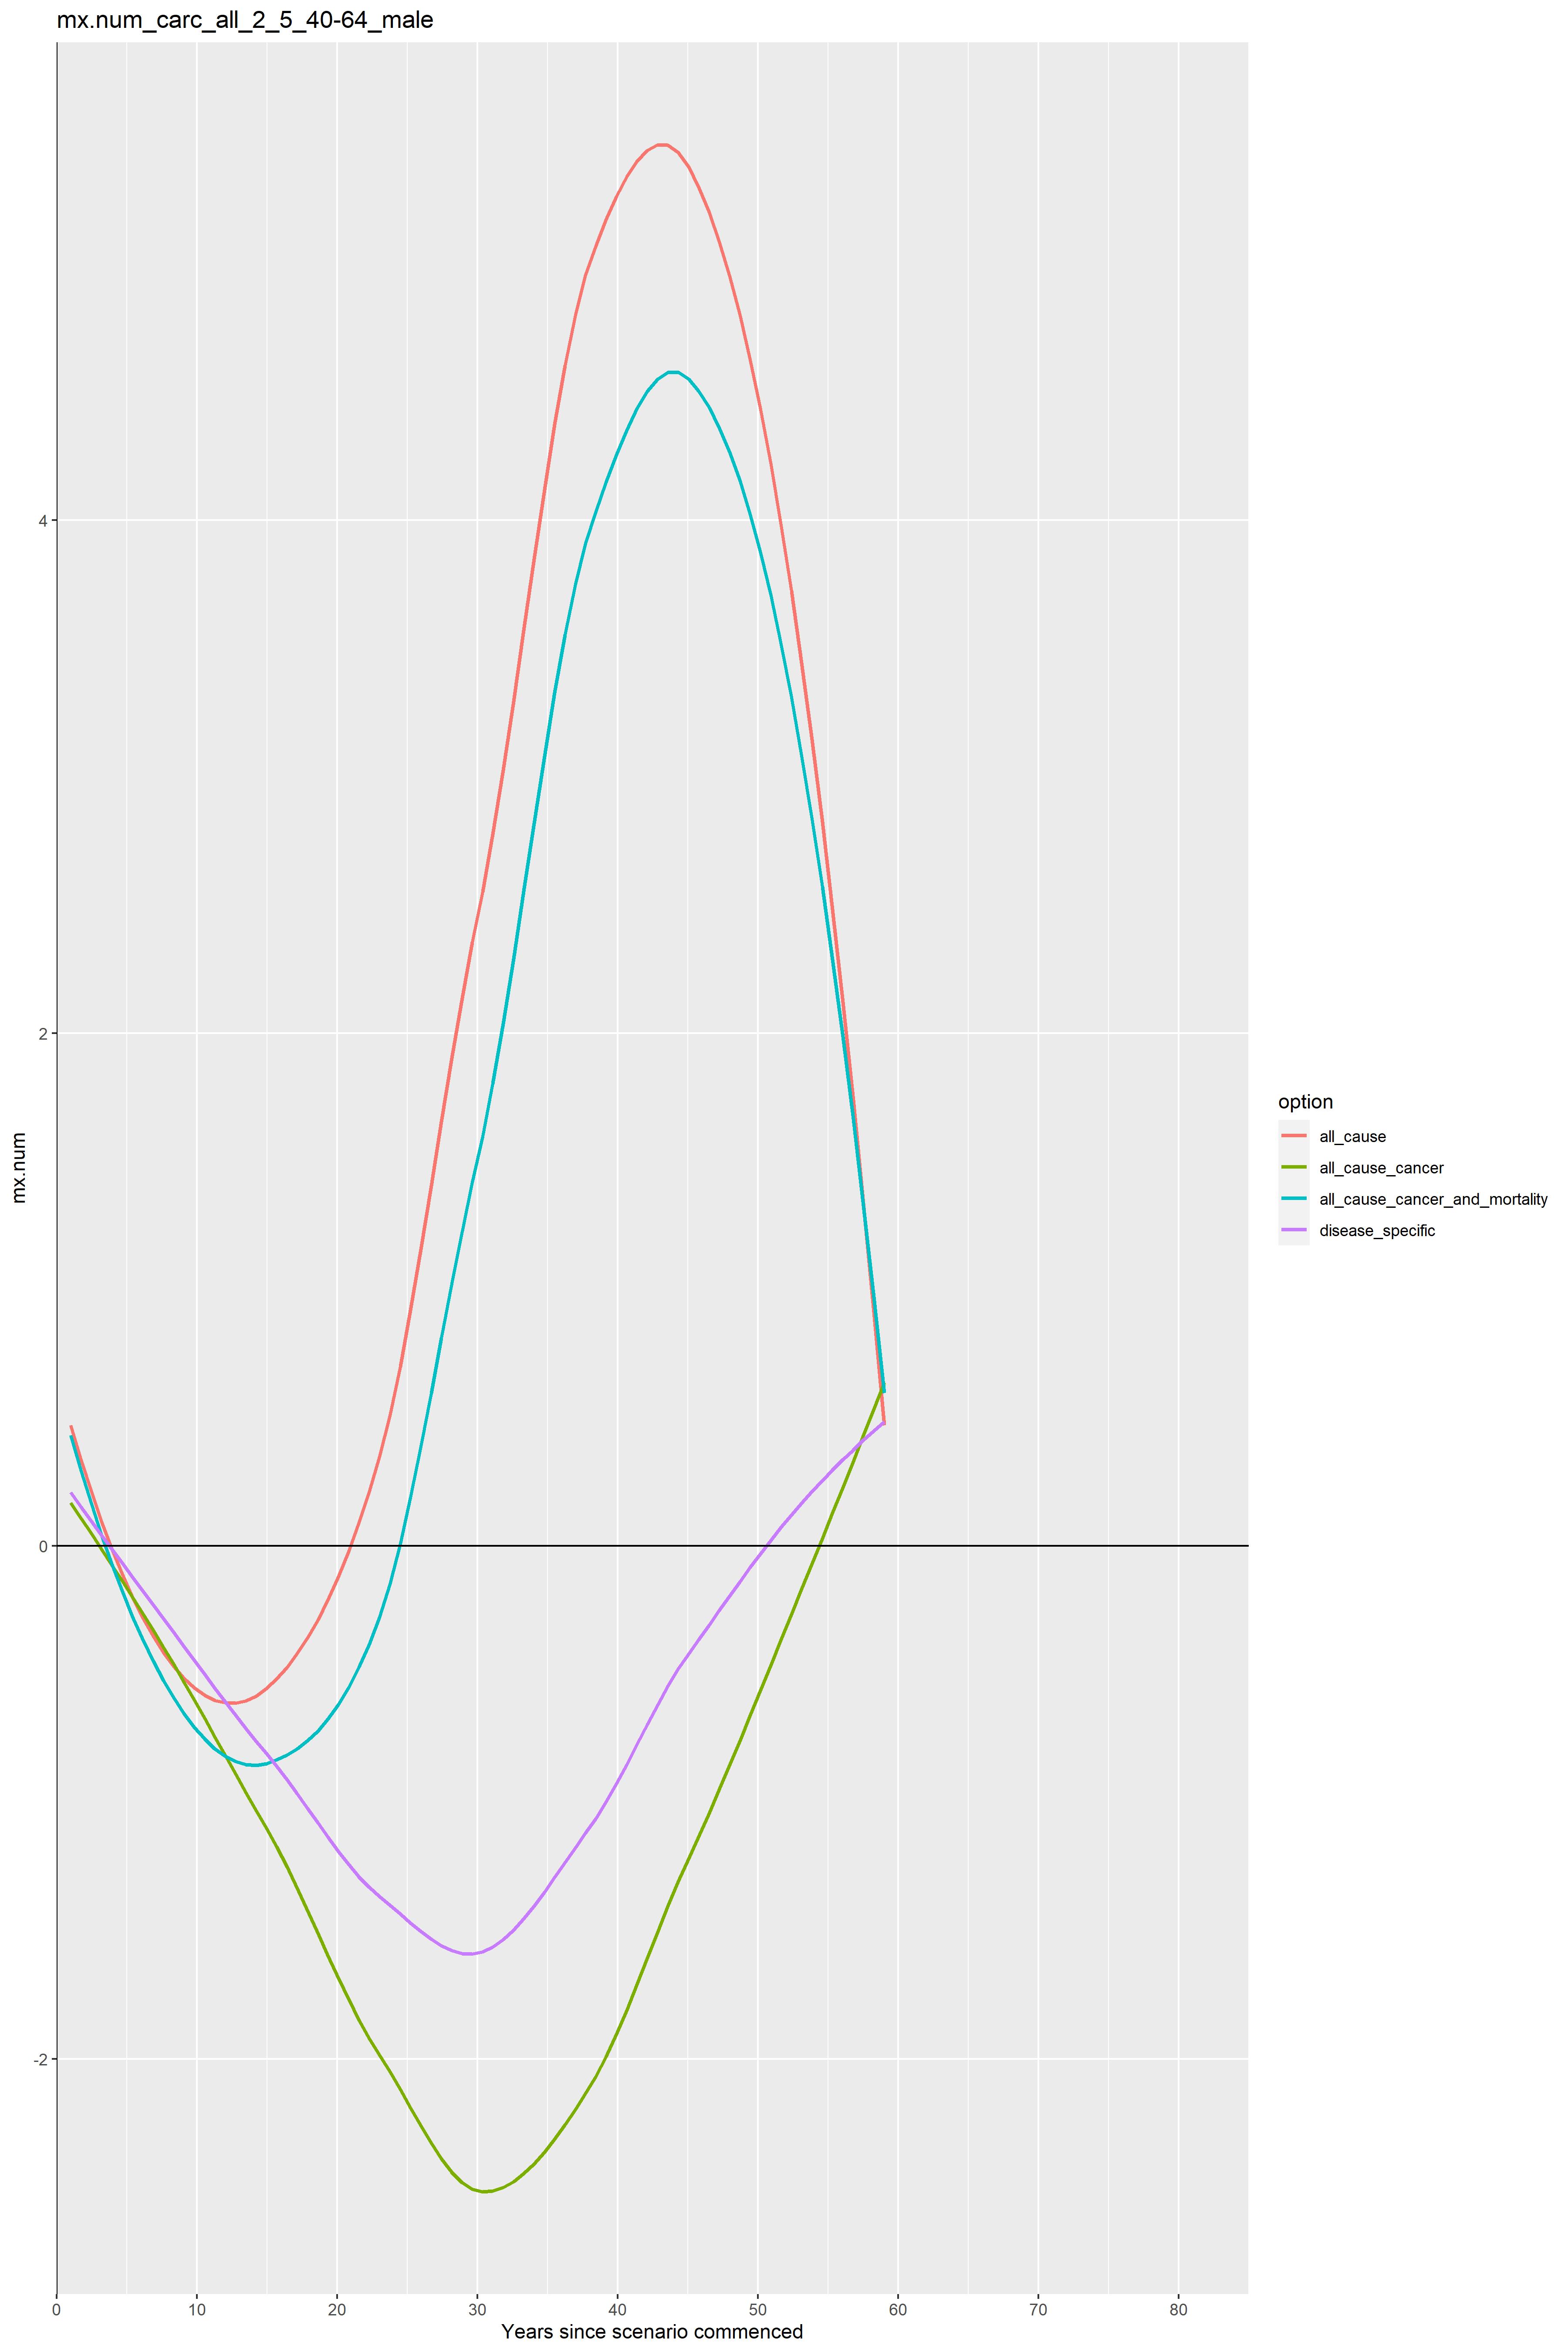 mx.num_carc_all_2_5_40-64_male
4
2
0
-2
mx.num
0 10 20 30 40 50 60 70 80
Years since scenario commenced
option
all_cause
all_cause_cancer
all_cause_cancer_and_mortality
disease_specific